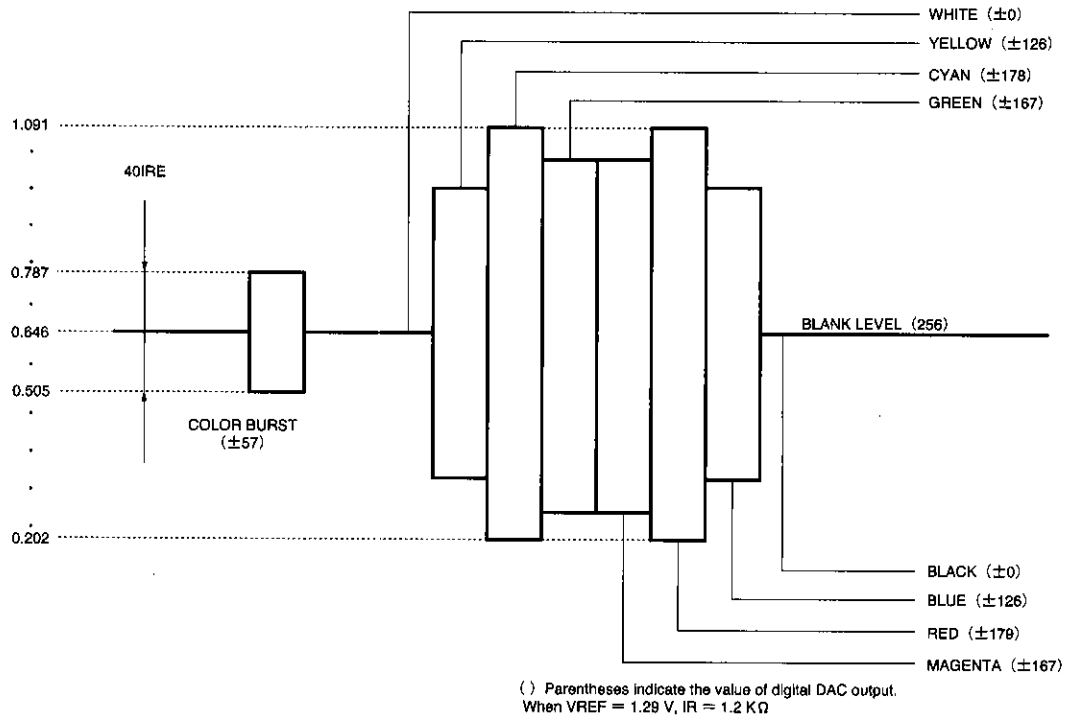 WHITE (±0)
YELLOW (±126)
CYAN (±178)
GREEN (±167)
1.091
40IRE
0.787
0.646
BLANK LEVEL (256)
0.505
COLOR BURST
(±57)
0.202
BLACK (±0)
BLUE (±126)
RED (±179)
MAGENTA (±167)
( ) Parentheses indicate the value of digital DAC output.
When VREF = 1.29 V, IR = 1.2 KΩ